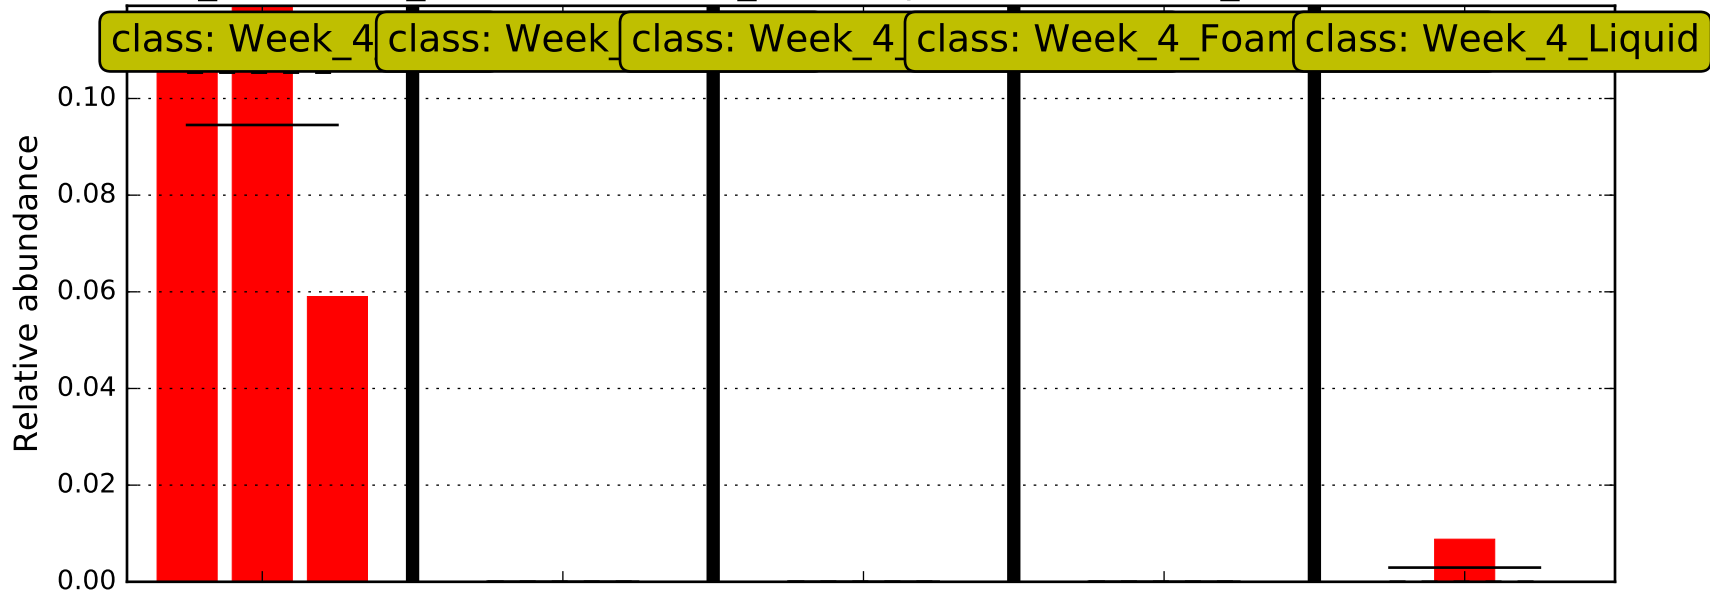 class: Week_4
class: Week_
class: Week_4_
class: Week_4_Foam
class: Week_4_Liquid
0.10
0.08
0.06
0.04
0.02
0.00
Relative abundance